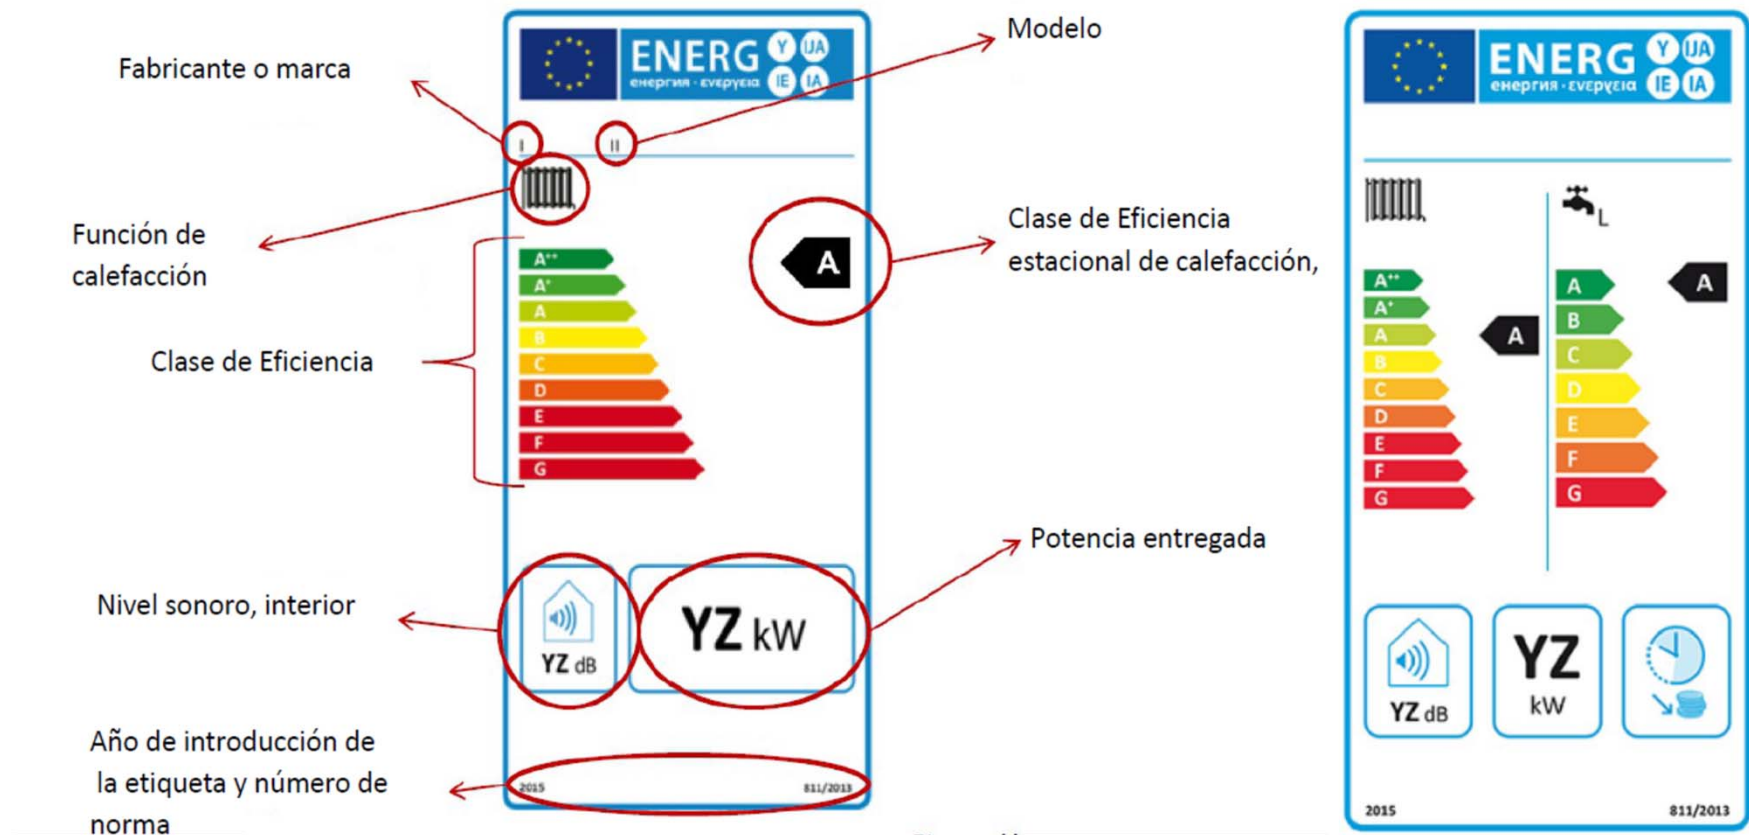 Fabricante o marca
Función de
calefacción
Clase de Eficiencia
Nivel sonoro, interior
Año de introducción de
la etiqueta y número de
norma
ENERG Y IJA
енергия · ενεργεια IE IA
I II
A
A++
A+
A
B
C
D
E
F
G
YZ dB
YZ kW
2015 811/2013
Modelo
Clase de Eficiencia
estacional de calefacción,
Potencia entregada
ENERG Y IJA
енергия · ενεργεια IE IA
L
A++
A+
A
B
C
D
E
F
G
A
A
B
C
D
E
F
G
A
YZ dB
YZ
kW
2015 811/2013